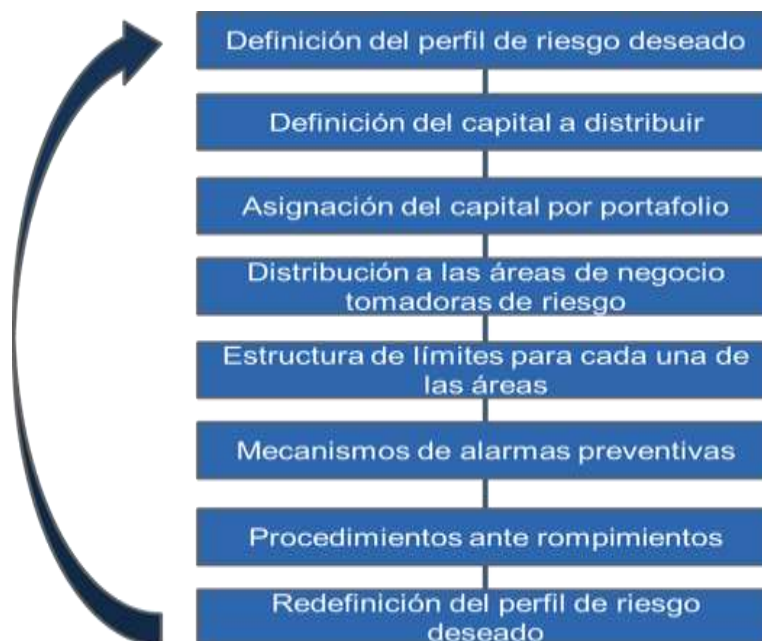 Definición del perfil de riesgo deseado
Definición del capital a distribuir
Asignación del capital por portafolio
Distribución a las áreas de negocio
tomadoras de riesgo
Estructura de límites para cada una de
las áreas
Mecanismos de alarmas preventivas
Procedimientos ante rompimientos
Redefinición del perfil de riesgo
deseado